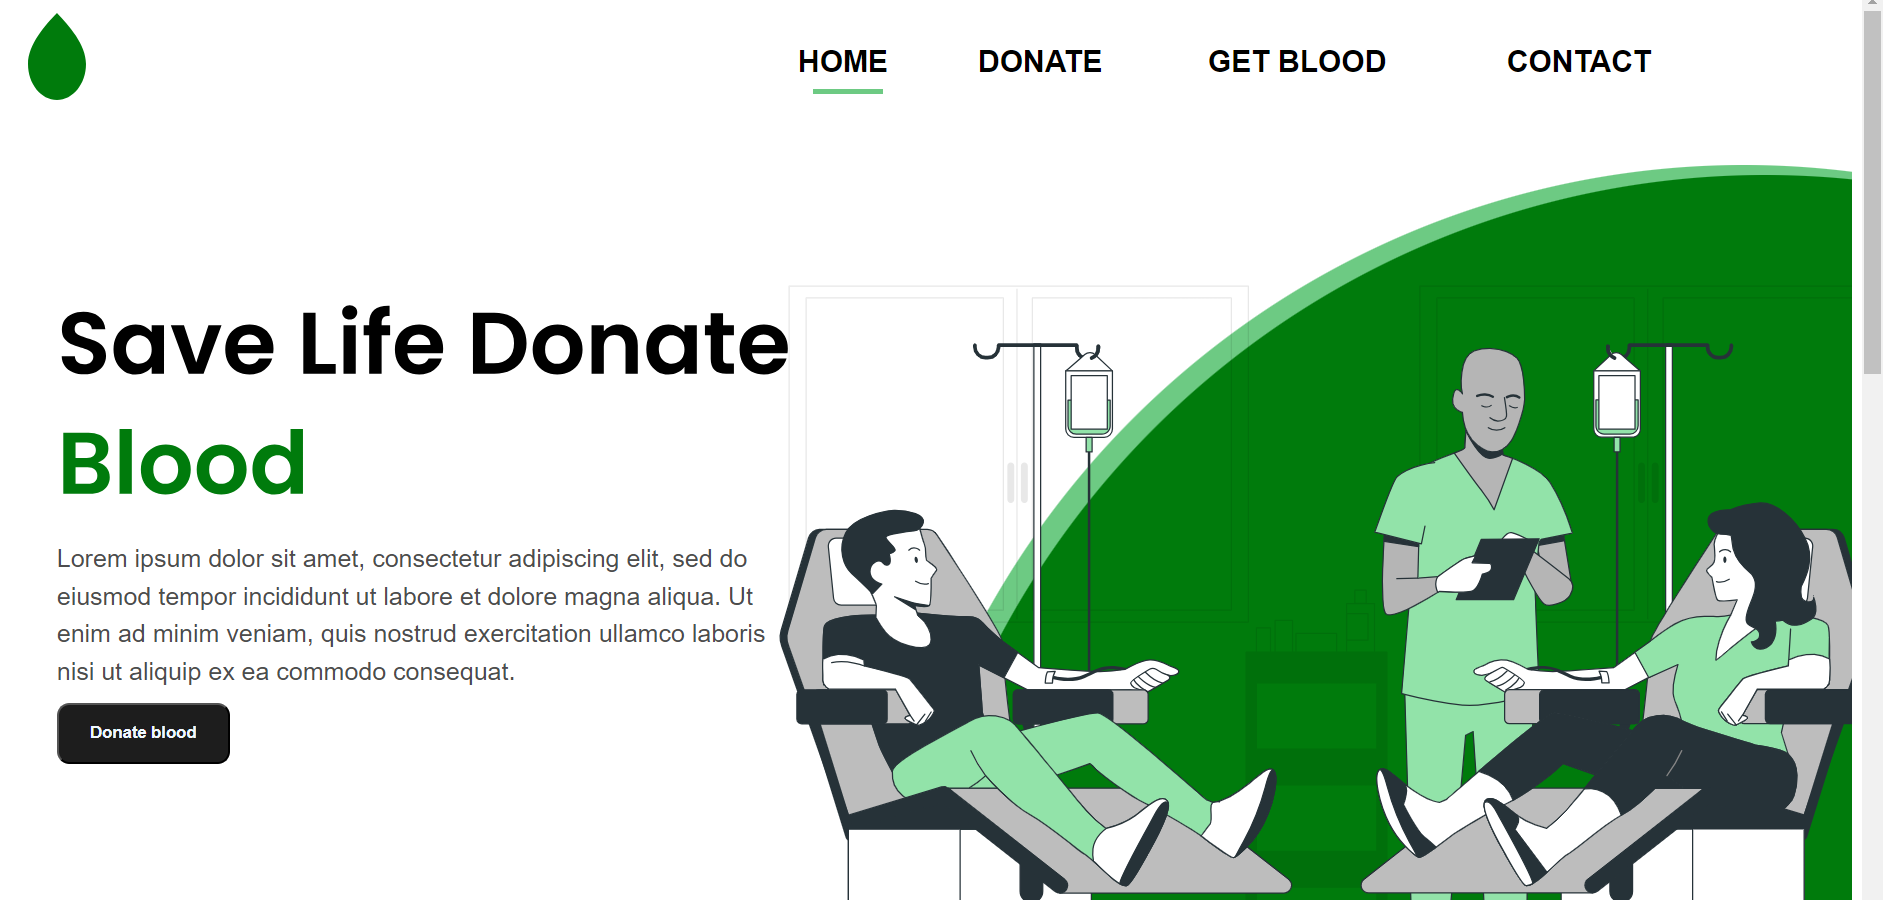 HOME DONATE GET BLOOD CONTACT
Save Life Donate
Blood
Lorem ipsum dolor sit amet, consectetur adipiscing elit, sed do
eiusmod tempor incididunt ut labore et dolore magna aliqua. Ut
enim ad minim veniam, quis nostrud exercitation ullamco laboris
nisi ut aliquip ex ea commodo consequat.
Donate blood